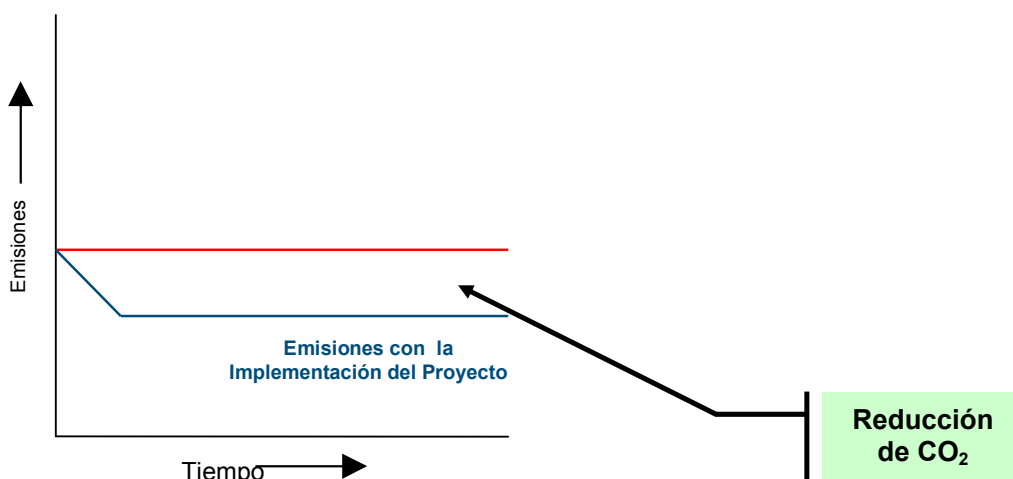 Emisiones
Emisiones con la
Implementación del Proyecto
Tiempo
Reducción
de CO₂